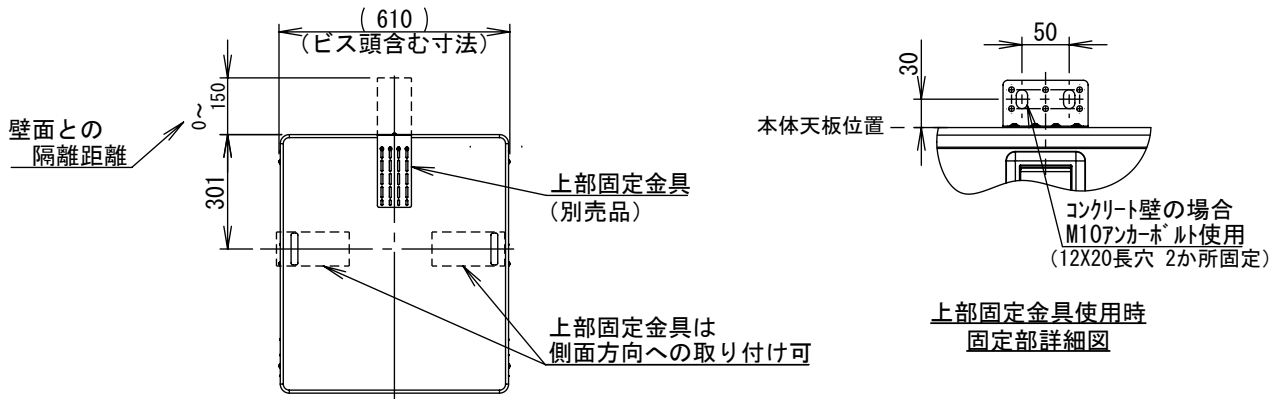 ( 610 )
(ビス頭含む寸法)
0~150
壁面との
隔離距離
301
上部固定金具
(別売品)
上部固定金具は
側面方向への取り付け可
50
30
本体天板位置
コンクリート壁の場合
M10アンカーボルト使用
(12X20長穴 2か所固定)
上部固定金具使用時
固定部詳細図